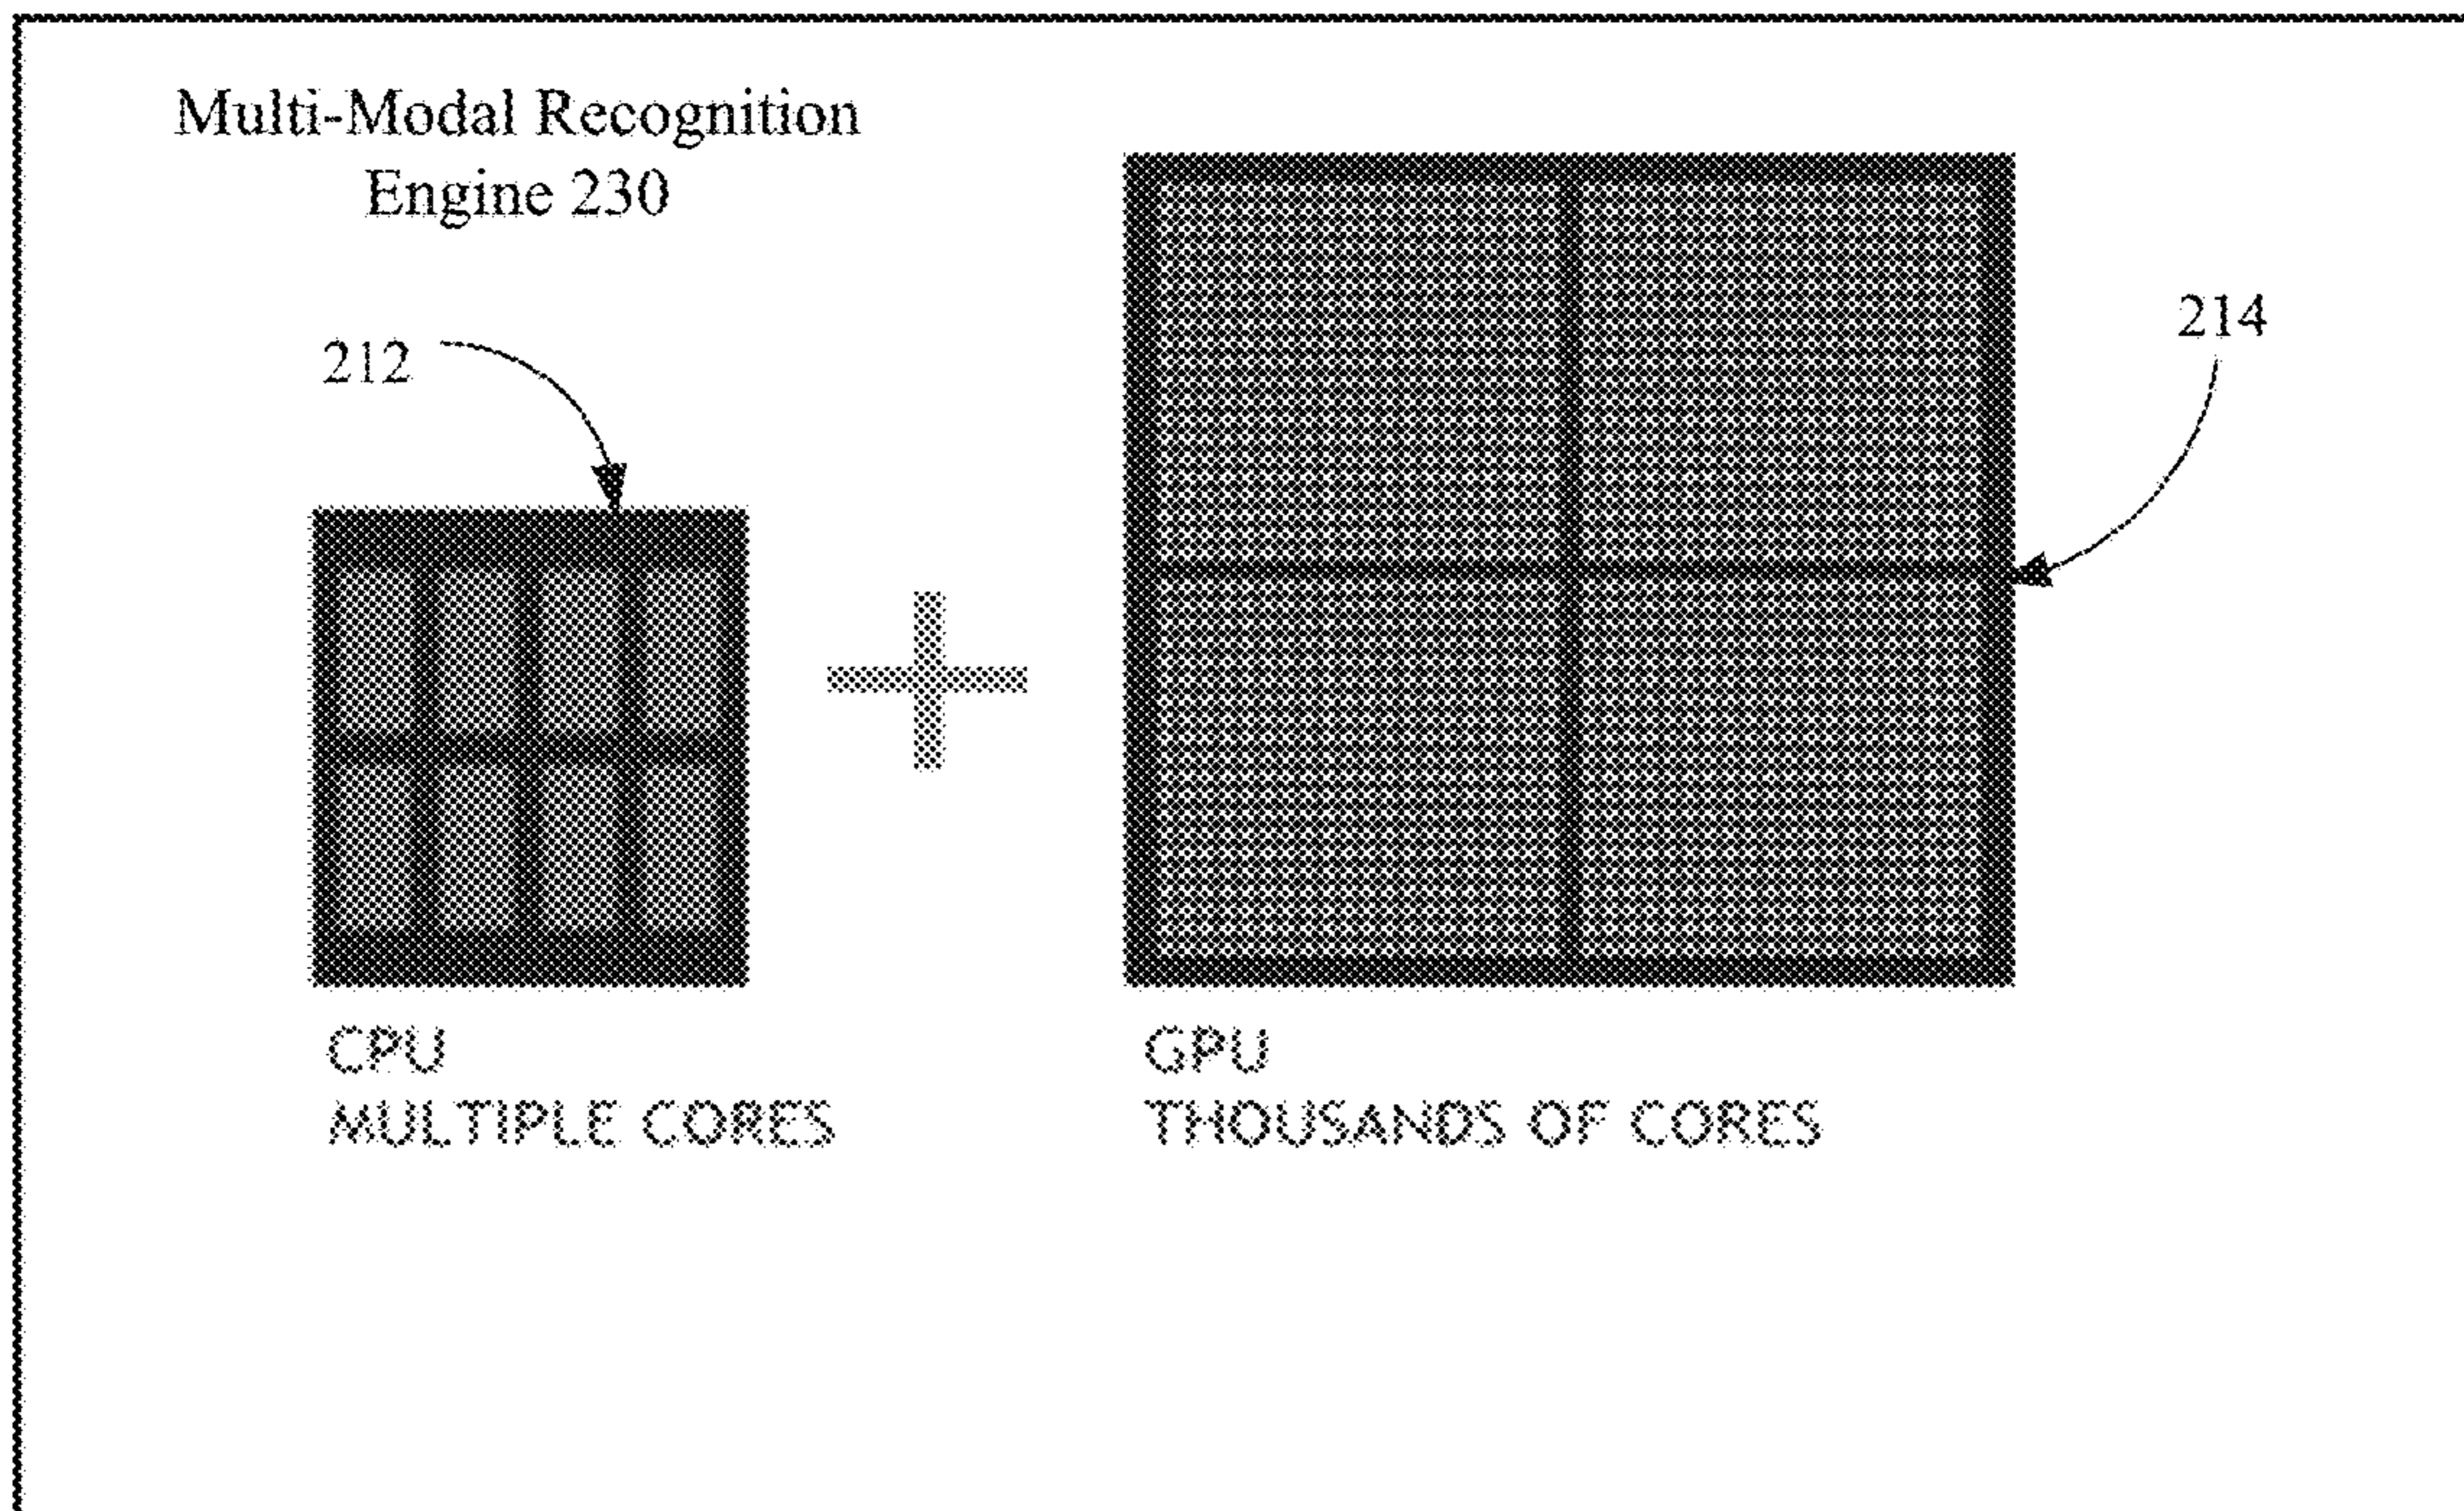 Multi-Modal Recognition
Engine 230
212
214
CPU
MULTIPLE CORES
GPU
THOUSANDS OF CORES